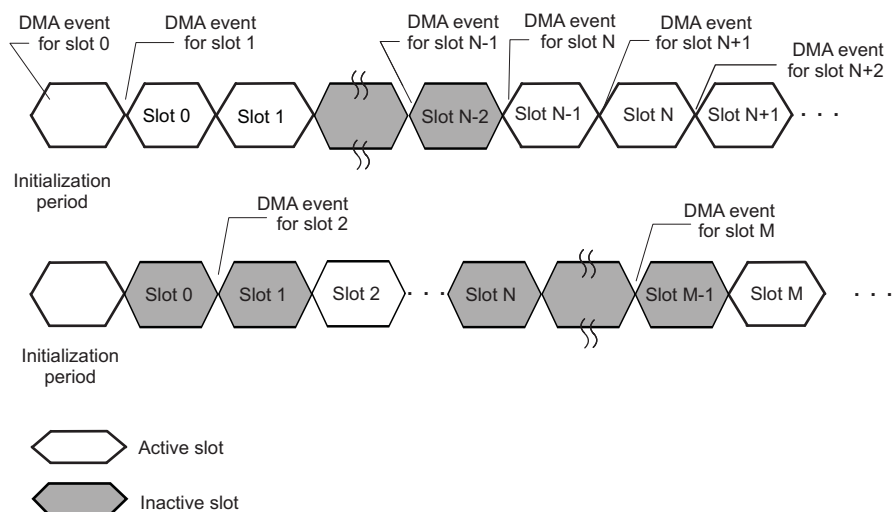 DMA event
for slot 0
DMA event
for slot 1
DMA event
for slot N-1
DMA event
for slot N
DMA event
for slot N+1
DMA event
for slot N+2
Slot 0
Slot 1
Slot N-2
Slot N-1
Slot N
Slot N+1
. . .
Initialization
period
DMA event
for slot 2
DMA event
for slot M
Slot 0
Slot 1
Slot 2
. . .
Slot N
Slot M-1
Slot M
. . .
Initialization
period
Active slot
Inactive slot